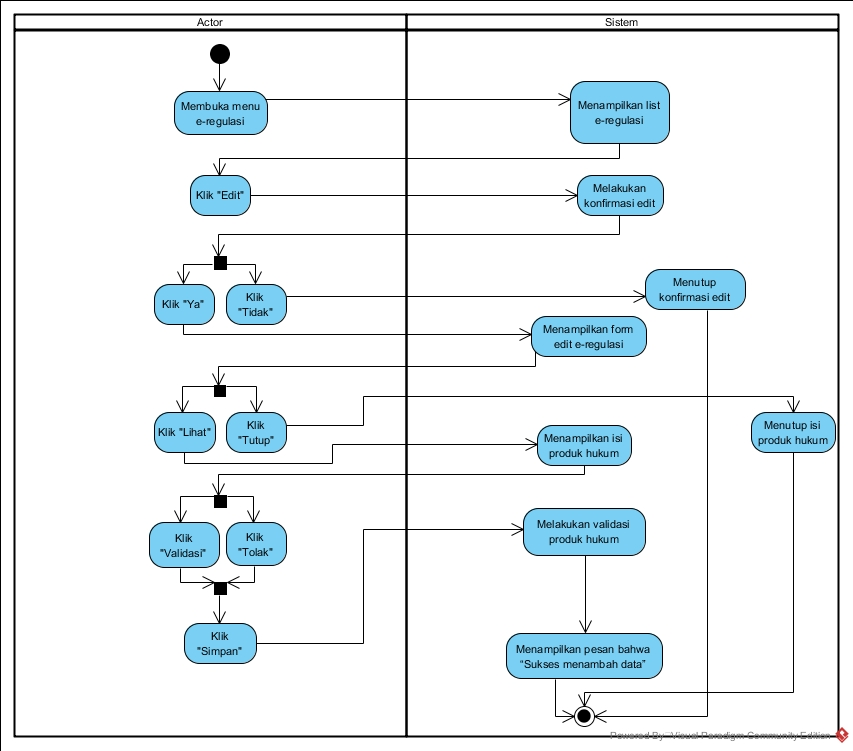 Actor
Sistem
Membuka menu
e-regulasi
Menampilkan list
e-regulasi
Klik "Edit"
Melakukan
konfirmasi edit
Klik "Ya"
Klik
"Tidak"
Menutup
konfirmasi edit
Menampilkan form
edit e-regulasi
Klik "Lihat"
Klik
"Tutup"
Menutup isi
produk hukum
Menampilkan isi
produk hukum
Klik
"Validasi"
Klik
"Tolak"
Melakukan validasi
produk hukum
Klik
"Simpan"
Menampilkan pesan bahwa
“Sukses menambah data”
Powered By Visual Paradigm Community Edition